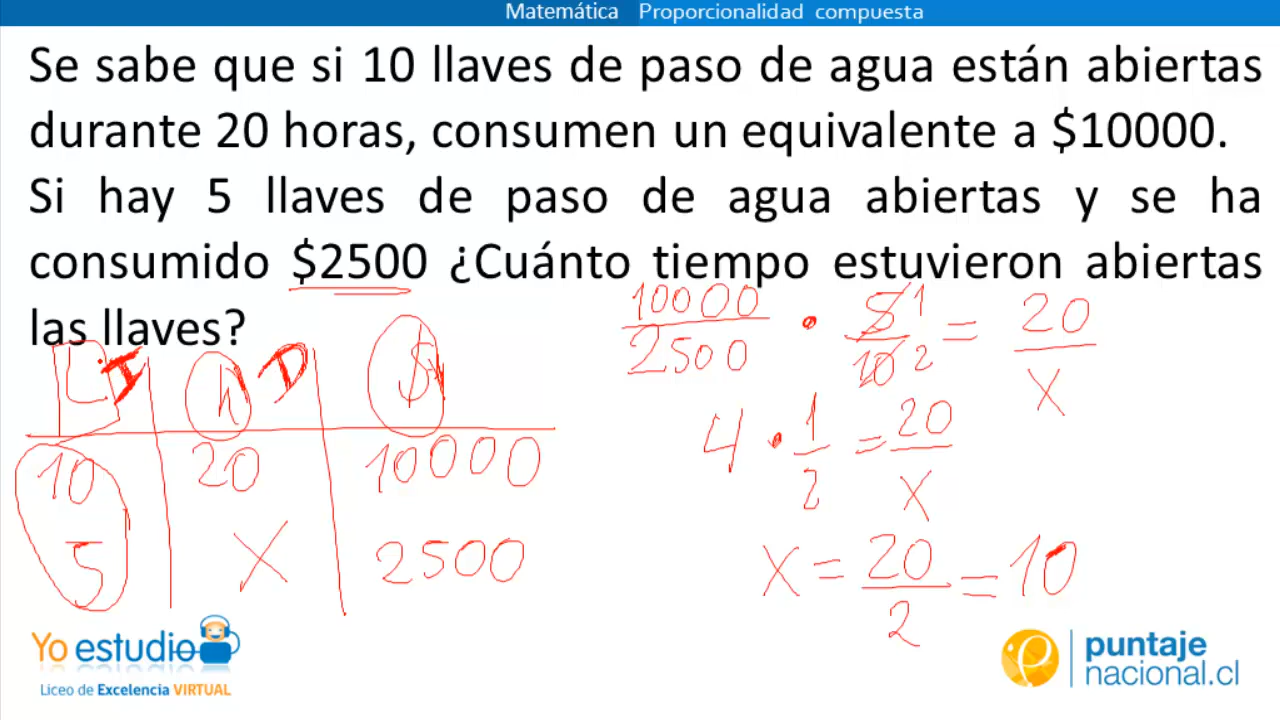 Matemática Proporcionalidad compuesta
Se sabe que si 10 llaves de paso de agua están abiertas
durante 20 horas, consumen un equivalente a $10000.
Si hay 5 llaves de paso de agua abiertas y se ha
consumido $2500 ¿Cuánto tiempo estuvieron abiertas
las llaves?
L I h D $
10 20 10000
5 X 2500
10000/2500 · 5/10 = 20/X
1 2
4 · 1/2 = 20/X
X = 20/2 = 10
Yo estudio
Liceo de Excelencia VIRTUAL
puntaje
nacional.cl